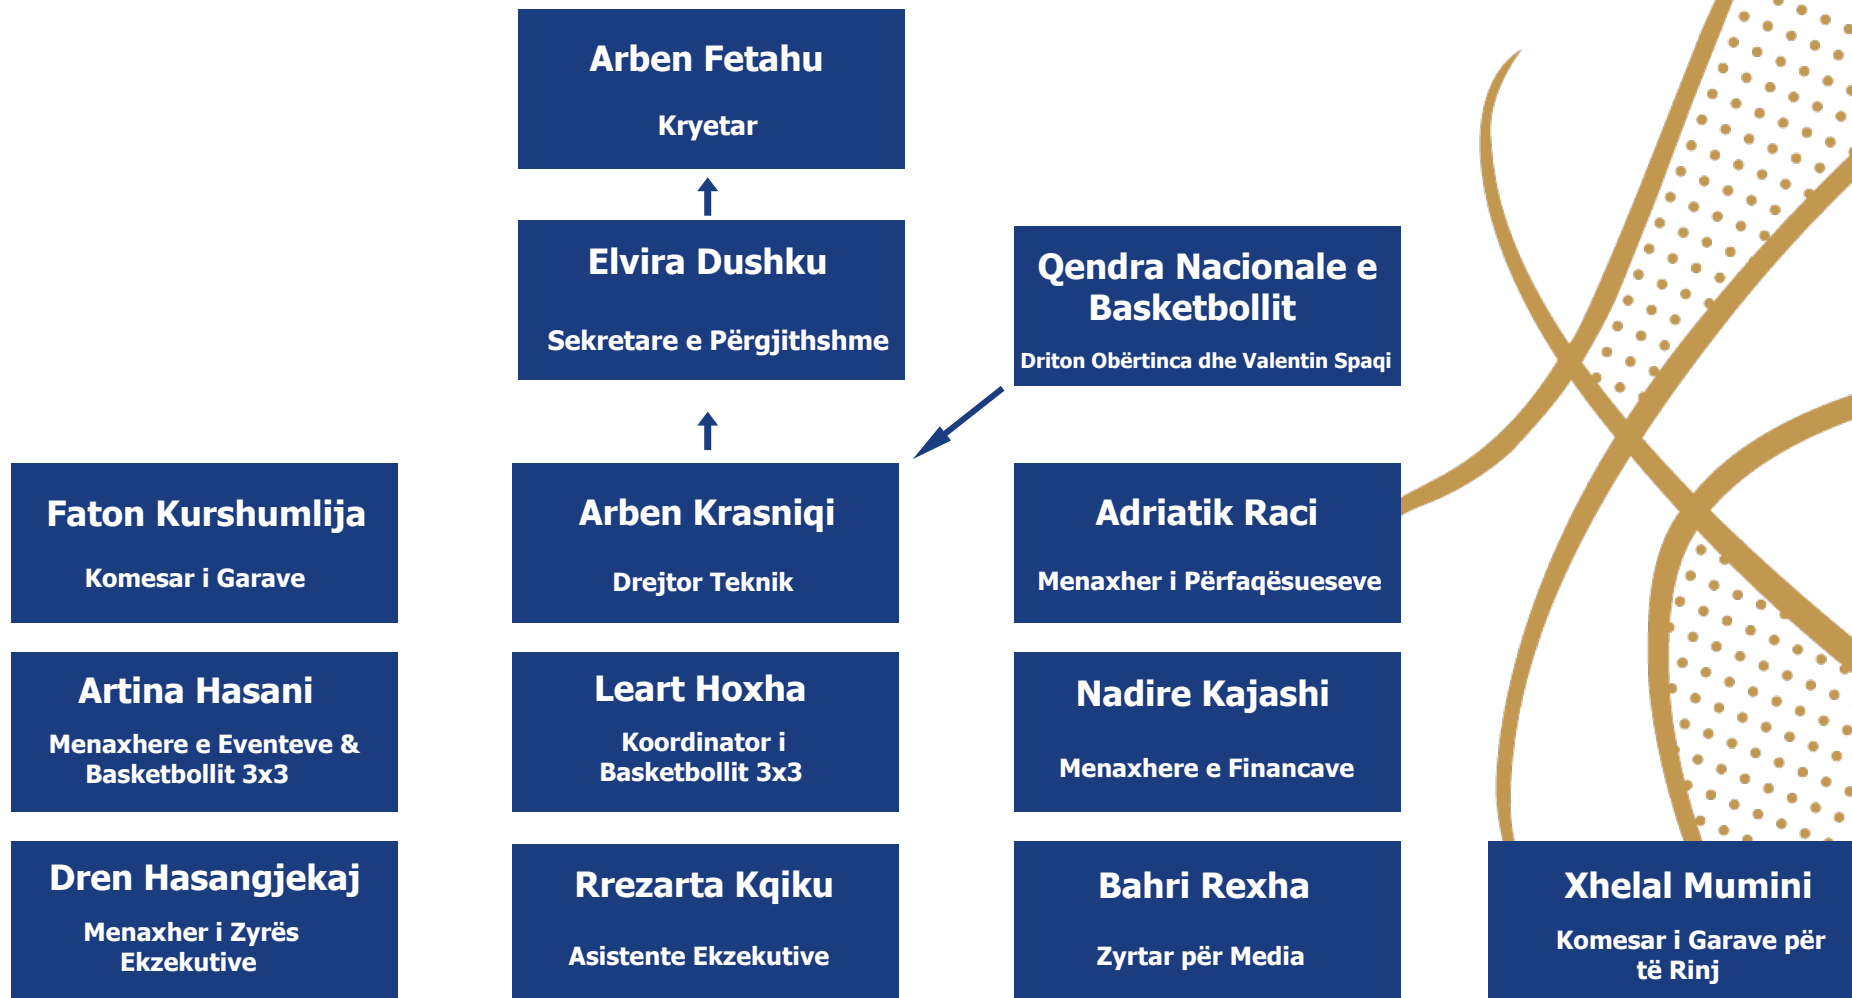 Arben Fetahu
Kryetar
Elvira Dushku
Sekretare e Përgjithshme
Qendra Nacionale e
Basketbollit
Driton Obërtinca dhe Valentin Spaqi
Faton Kurshumlija
Komesar i Garave
Arben Krasniqi
Drejtor Teknik
Adriatik Raci
Menaxher i Përfaqësueseve
Artina Hasani
Menaxhere e Eventeve &
Basketbollit 3x3
Leart Hoxha
Koordinator i
Basketbollit 3x3
Nadire Kajashi
Menaxhere e Financave
Dren Hasangjekaj
Menaxher i Zyrës
Ekzekutive
Rrezarta Kqiku
Asistente Ekzekutive
Bahri Rexha
Zyrtar për Media
Xhelal Mumini
Komesar i Garave për
të Rinj